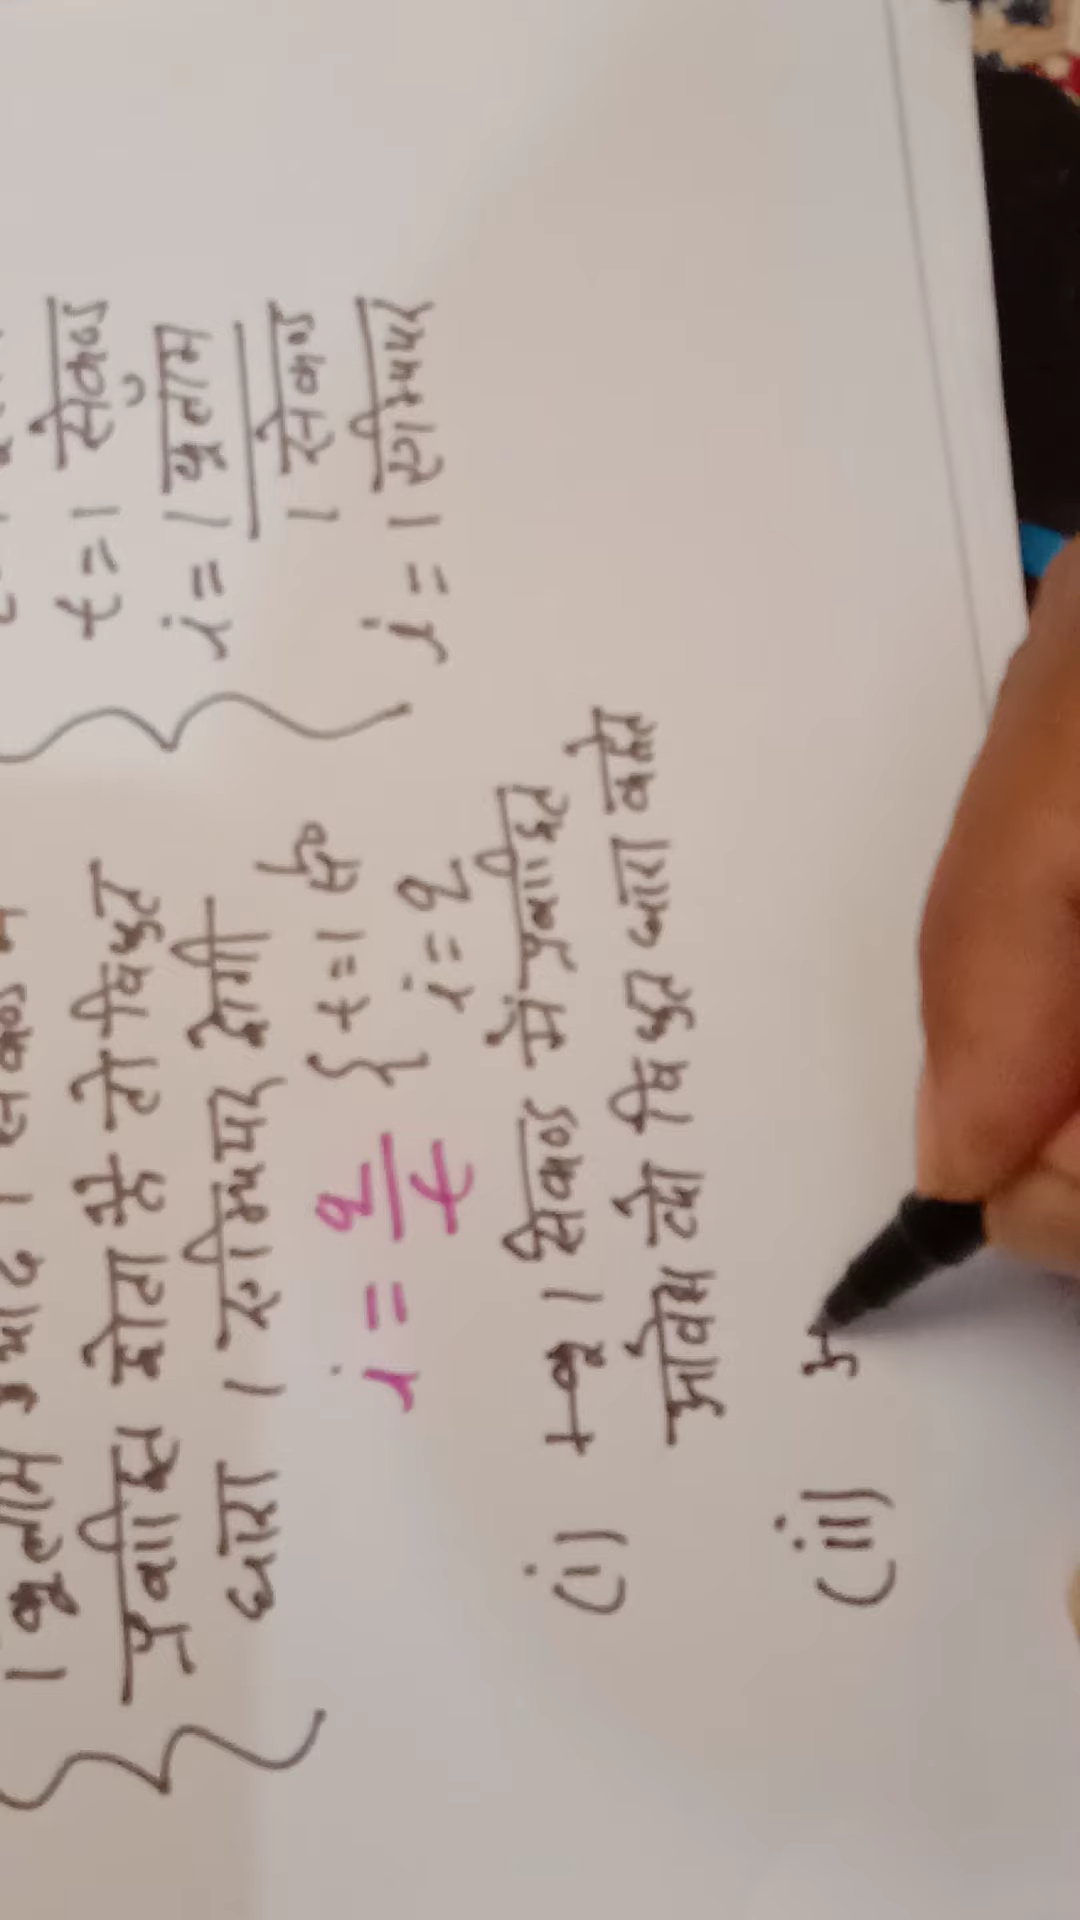 t = 1 सेकण्ड
i = 1 कूलाम
1 सेकण्ड
i = 1 एम्पियर
1 कूलाम 1 सेकण्ड
प्रवाहित होता है तो विधुत
धारा 1 एम्पियर होगी
i = q/t { t = 1 से०
i = q
(i) 1 सेकण्ड में प्रवाहित
आवेश को विधुत धारा कहते
(ii) अ